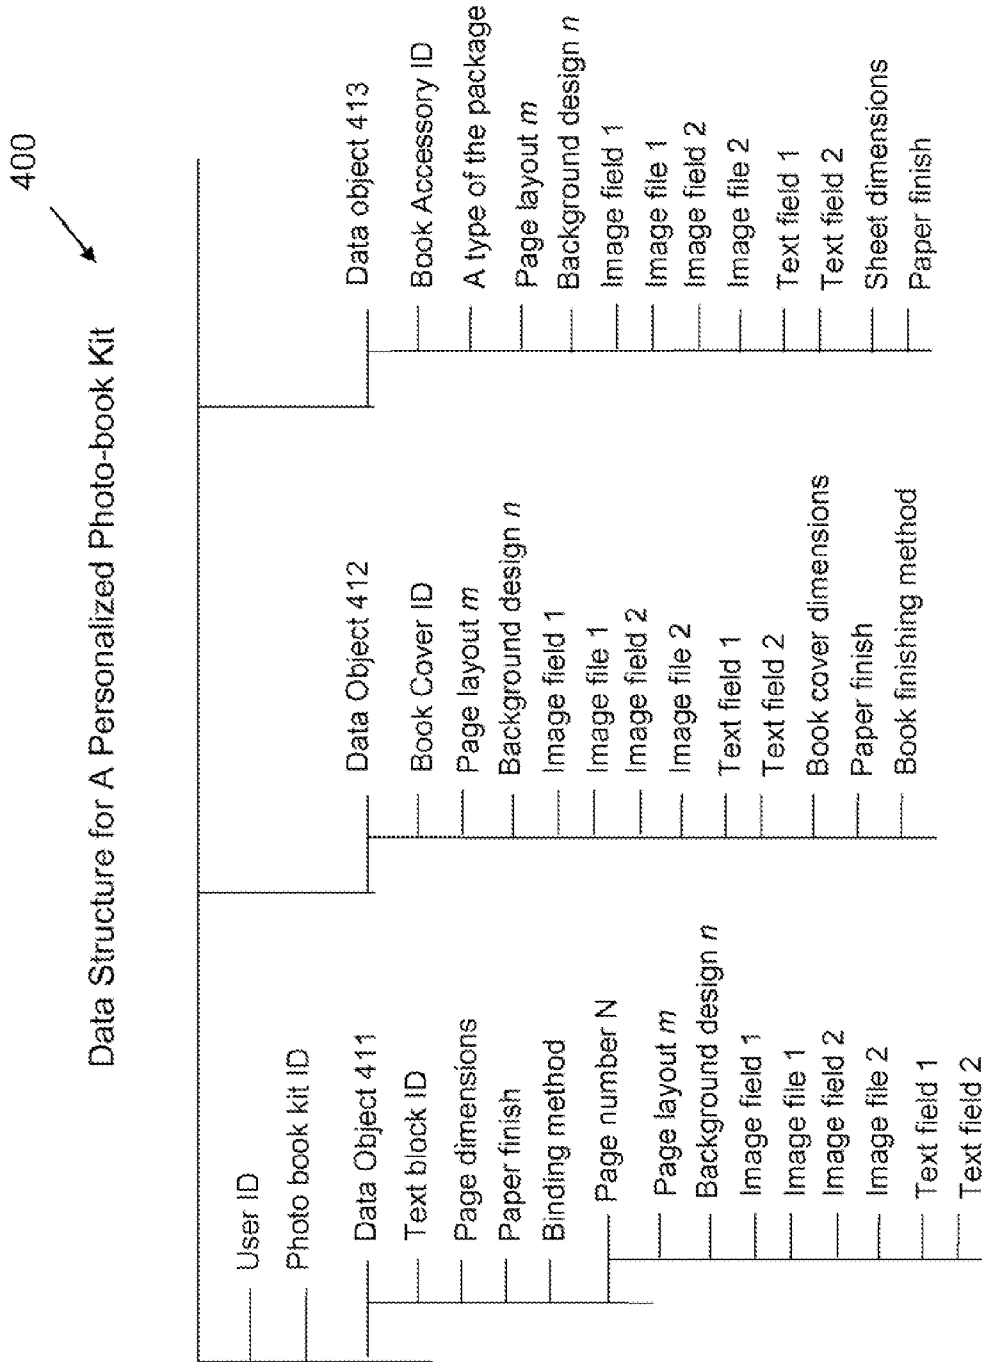 400
Data Structure for A Personalized Photo-book Kit
User ID
Photo book kit ID
Data Object 411
Text block ID
Page dimensions
Paper finish
Binding method
Page number N
Page layout m
Background design n
Image field 1
Image file 1
Image field 2
Image file 2
Text field 1
Text field 2
Data Object 412
Book Cover ID
Page layout m
Background design n
Image field 1
Image file 1
Image field 2
Image file 2
Text field 1
Text field 2
Book cover dimensions
Paper finish
Book finishing method
Data object 413
Book Accessory ID
A type of the package
Page layout m
Background design n
Image field 1
Image file 1
Image field 2
Image file 2
Text field 1
Text field 2
Sheet dimensions
Paper finish